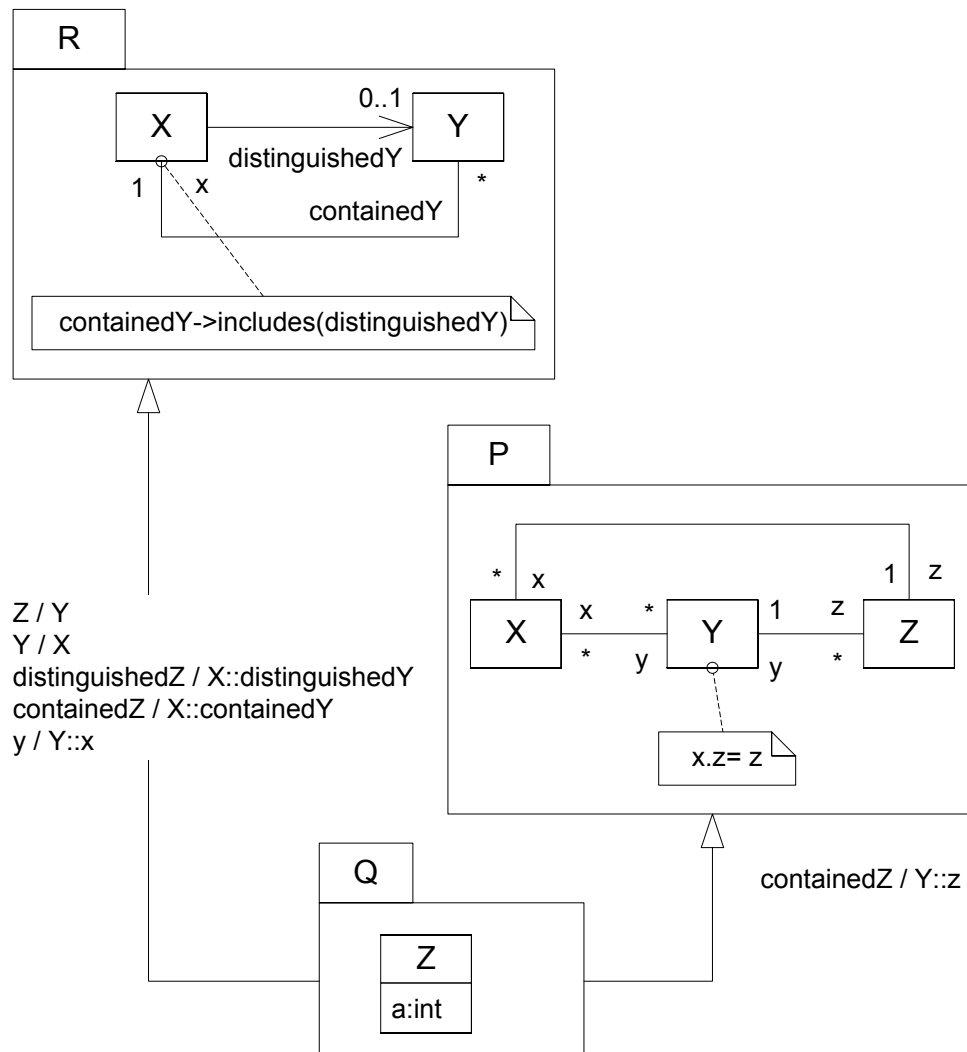 R
X
Y
0..1
distinguishedY
1
x
*
containedY
containedY->includes(distinguishedY)
P
*
x
1
z
X
x
*
*
y
Y
1
y
z
*
Z
x.z= z
Z / Y
Y / X
distinguishedZ / X::distinguishedY
containedZ / X::containedY
y / Y::x
containedZ / Y::z
Q
Z
a:int